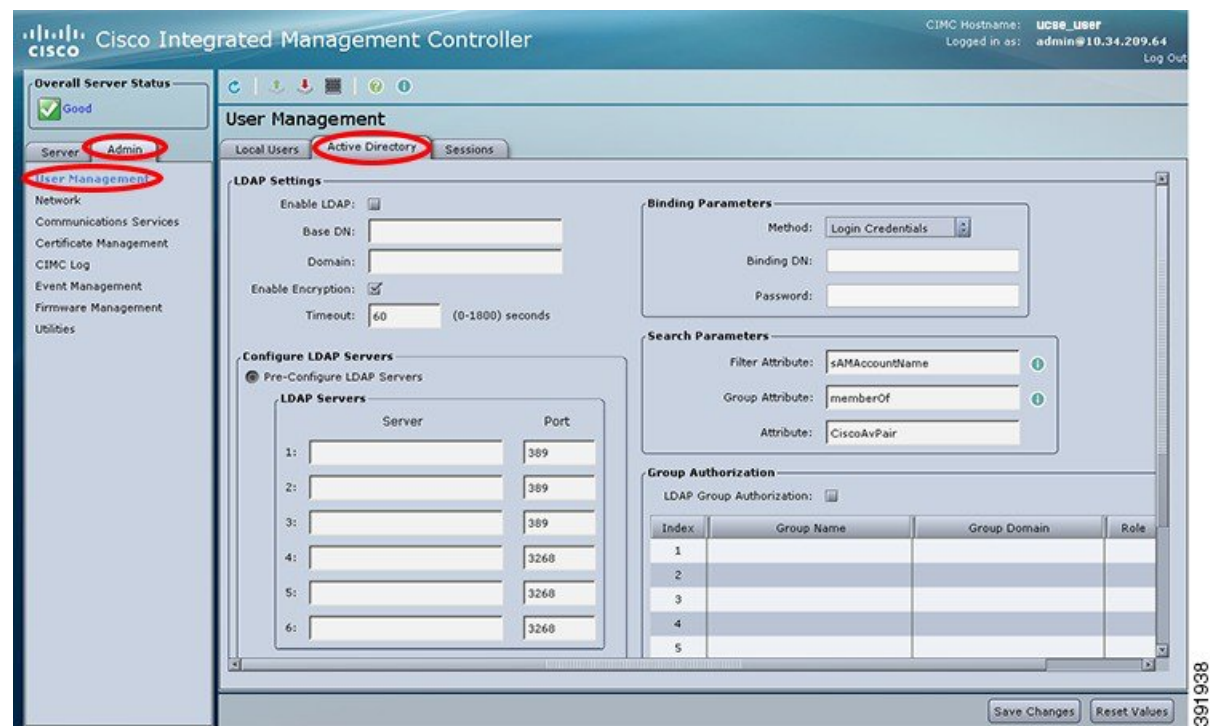 CISCO
Cisco Integrated Management Controller
CIMC Hostname: ucse_user
Logged in as: admin@10.34.209.64
Log Out
Overall Server Status
Good
Server
Admin
User Management
Network
Communications Services
Certificate Management
CIMC Log
Event Management
Firmware Management
Utilities
User Management
Local Users
Active Directory
Sessions
LDAP Settings
Enable LDAP:
Base DN:
Domain:
Enable Encryption:
Timeout: 60 (0-1800) seconds
Configure LDAP Servers
Pre-Configure LDAP Servers
LDAP Servers
Server Port
1: 389
2: 389
3: 389
4: 3268
5: 3268
6: 3268
Binding Parameters
Method: Login Credentials
Binding DN:
Password:
Search Parameters
Filter Attribute: sAMAccountName
Group Attribute: memberOf
Attribute: CiscoAvPair
Group Authorization
LDAP Group Authorization:
Index Group Name Group Domain Role
1
2
3
4
5
Save Changes
Reset Values
391938